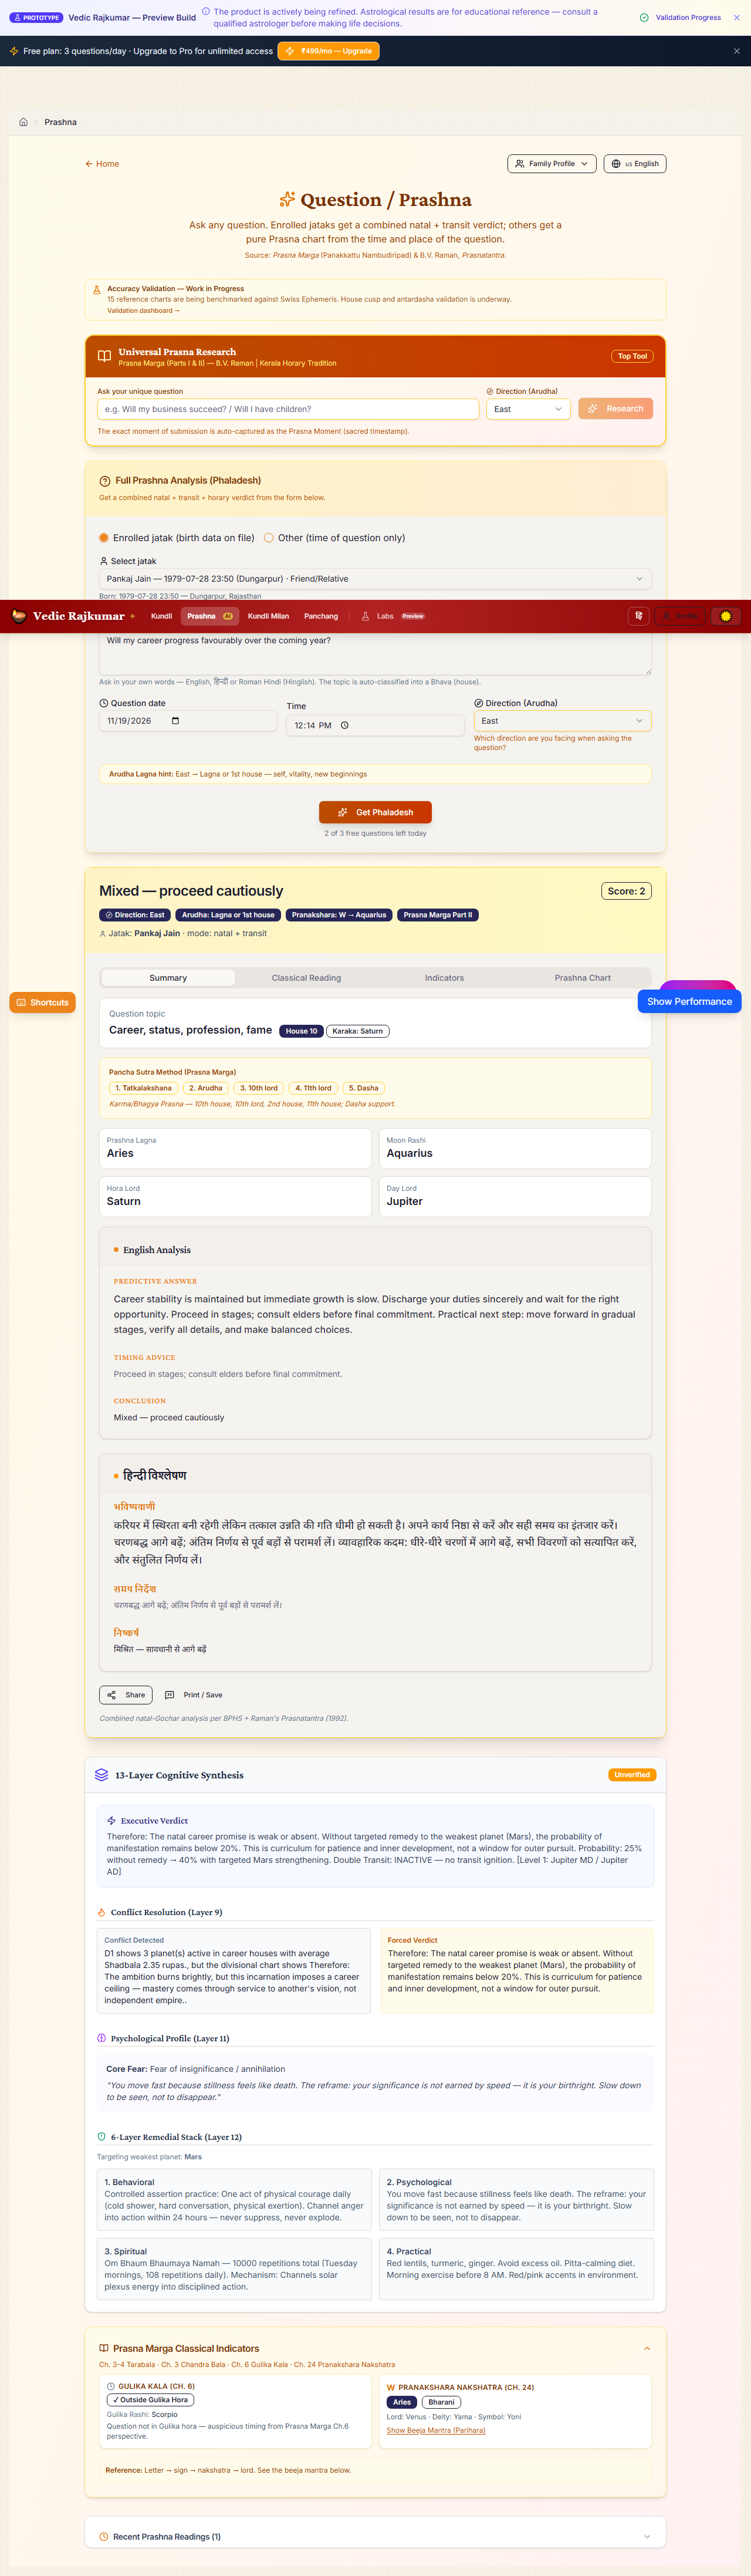 PROTOTYPE Vedic Rajkumar — Preview Build
The product is actively being refined. Astrological results are for educational reference — consult a
qualified astrologer before making life decisions.
Validation Progress
Free plan: 3 questions/day · Upgrade to Pro for unlimited access ₹499/mo — Upgrade
Prashna
Home
Family Profile
US English
Question / Prashna
Ask any question. Enrolled jataks get a combined natal + transit verdict; others get a
pure Prasna chart from the time and place of the question.
Source: Prasna Marga (Panakkattu Nambudiripad) & B.V. Raman, Prasnatantra.
Accuracy Validation — Work in Progress
15 reference charts are being benchmarked against Swiss Ephemeris. House cusp and antardasha validation is underway.
Validation dashboard →
Universal Prasna Research
Prasna Marga (Parts I & II) — B.V. Raman | Kerala Horary Tradition
Top Tool
Ask your unique question
Direction (Arudha)
e.g. Will my business succeed? / Will I have children?
East
Research
The exact moment of submission is auto-captured as the Prasna Moment (sacred timestamp).
Full Prashna Analysis (Phaladesh)
Get a combined natal + transit + horary verdict from the form below.
Enrolled jatak (birth data on file)
Other (time of question only)
Select jatak
Pankaj Jain — 1979-07-28 23:50 (Dungarpur) · Friend/Relative
Born: 1979-07-28 23:50 — Dungarpur, Rajasthan
Vedic Rajkumar
Kundli
Prashna AI
Kundli Milan
Panchang
Labs Preview
हिं
Profile
Will my career progress favourably over the coming year?
Ask in your own words — English, हिन्दी or Roman Hindi (Hinglish). The topic is auto-classified into a Bhava (house).
Question date
Time
Direction (Arudha)
11/19/2026
12:14 PM
East
Which direction are you facing when asking the
question?
Arudha Lagna hint: East → Lagna or 1st house — self, vitality, new beginnings
Get Phaladesh
2 of 3 free questions left today
Mixed — proceed cautiously
Score: 2
Direction: East
Arudha: Lagna or 1st house
Pranakshara: W → Aquarius
Prasna Marga Part II
Jatak: Pankaj Jain · mode: natal + transit
Summary
Classical Reading
Indicators
Prashna Chart
Shortcuts
Show Performance
Question topic
Career, status, profession, fame House 10 Karaka: Saturn
Pancha Sutra Method (Prasna Marga)
1. Tatkalakshana
2. Arudha
3. 10th lord
4. 11th lord
5. Dasha
Karma/Bhagya Prasna — 10th house, 10th lord, 2nd house, 11th house; Dasha support.
Prashna Lagna
Aries
Moon Rashi
Aquarius
Hora Lord
Saturn
Day Lord
Jupiter
English Analysis
PREDICTIVE ANSWER
Career stability is maintained but immediate growth is slow. Discharge your duties sincerely and wait for the right
opportunity. Proceed in stages; consult elders before final commitment. Practical next step: move forward in gradual
stages, verify all details, and make balanced choices.
TIMING ADVICE
Proceed in stages; consult elders before final commitment.
CONCLUSION
Mixed — proceed cautiously
हिन्दी विश्लेषण
भविष्यवाणी
करियर में स्थिरता बनी रहेगी लेकिन तत्काल उन्नति की गति धीमी हो सकती है। अपने कार्य निष्ठा से करें और सही समय का इंतजार करें।
चरणबद्ध आगे बढ़ें; अंतिम निर्णय से पूर्व बड़ों से परामर्श लें। व्यावहारिक कदम: धीरे-धीरे चरणों में आगे बढ़ें, सभी विवरणों को सत्यापित करें,
और संतुलित निर्णय लें।
समय निर्देश
चरणबद्ध आगे बढ़ें; अंतिम निर्णय से पूर्व बड़ों से परामर्श लें।
निष्कर्ष
मिश्रित — सावधानी से आगे बढ़ें
Share
Print / Save
Combined natal-Gochar analysis per BPHS + Raman's Prasnatantra (1992).
13-Layer Cognitive Synthesis
Unverified
Executive Verdict
Therefore: The natal career promise is weak or absent. Without targeted remedy to the weakest planet (Mars), the probability of
manifestation remains below 20%. This is curriculum for patience and inner development, not a window for outer pursuit. Probability: 25%
without remedy → 40% with targeted Mars strengthening. Double Transit: INACTIVE — no transit ignition. [Level 1: Jupiter MD / Jupiter
AD]
Conflict Resolution (Layer 9)
Conflict Detected
D1 shows 3 planet(s) active in career houses with average
Shadbala 2.35 rupas., but the divisional chart shows Therefore:
The ambition burns brightly, but this incarnation imposes a career
ceiling — mastery comes through service to another's vision, not
independent empire..
Forced Verdict
Therefore: The natal career promise is weak or absent. Without
targeted remedy to the weakest planet (Mars), the probability of
manifestation remains below 20%. This is curriculum for patience
and inner development, not a window for outer pursuit.
Psychological Profile (Layer 11)
Core Fear: Fear of insignificance / annihilation
"You move fast because stillness feels like death. The reframe: your significance is not earned by speed — it is your birthright. Slow down
to be seen, not to disappear."
6-Layer Remedial Stack (Layer 12)
Targeting weakest planet: Mars
1. Behavioral
Controlled assertion practice: One act of physical courage daily
(cold shower, hard conversation, physical exertion). Channel anger
into action within 24 hours — never suppress, never explode.
2. Psychological
You move fast because stillness feels like death. The reframe: your
significance is not earned by speed — it is your birthright. Slow
down to be seen, not to disappear.
3. Spiritual
Om Bhaum Bhaumaya Namah — 10000 repetitions total (Tuesday
mornings, 108 repetitions daily). Mechanism: Channels solar
plexus energy into disciplined action.
4. Practical
Red lentils, turmeric, ginger. Avoid excess oil. Pitta-calming diet.
Morning exercise before 8 AM. Red/pink accents in environment.
Prasna Marga Classical Indicators
Ch. 3-4 Tarabala · Ch. 3 Chandra Bala · Ch. 6 Gulika Kala · Ch. 24 Pranakshara Nakshatra
GULIKA KALA (CH. 6)
✓ Outside Gulika Hora
Gulika Rashi: Scorpio
Question not in Gulika hora — auspicious timing from Prasna Marga Ch.6
perspective.
W PRANAKSHARA NAKSHATRA (CH. 24)
Aries
Bharani
Lord: Venus · Deity: Yama · Symbol: Yoni
Show Beeja Mantra (Parihara)
Reference: Letter → sign → nakshatra → lord. See the beeja mantra below.
Recent Prashna Readings (1)